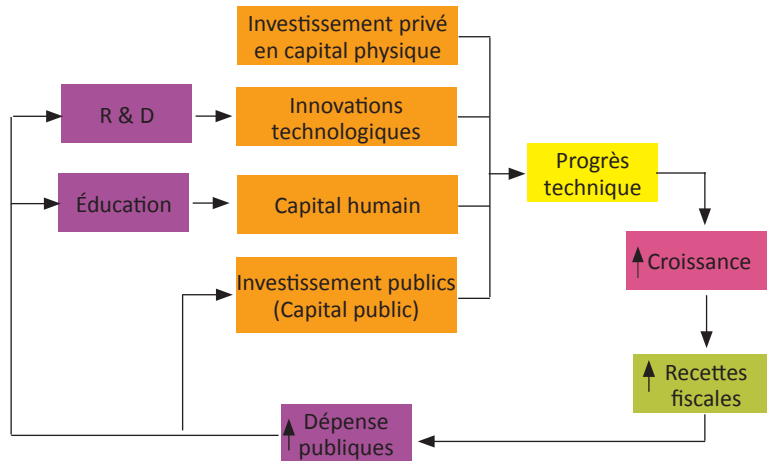 Investissement privé
en capital physique
R & D
Innovations
technologiques
Progrès
technique
Éducation
Capital humain
Croissance
Investissement publics
(Capital public)
Recettes
fiscales
Dépense
publiques